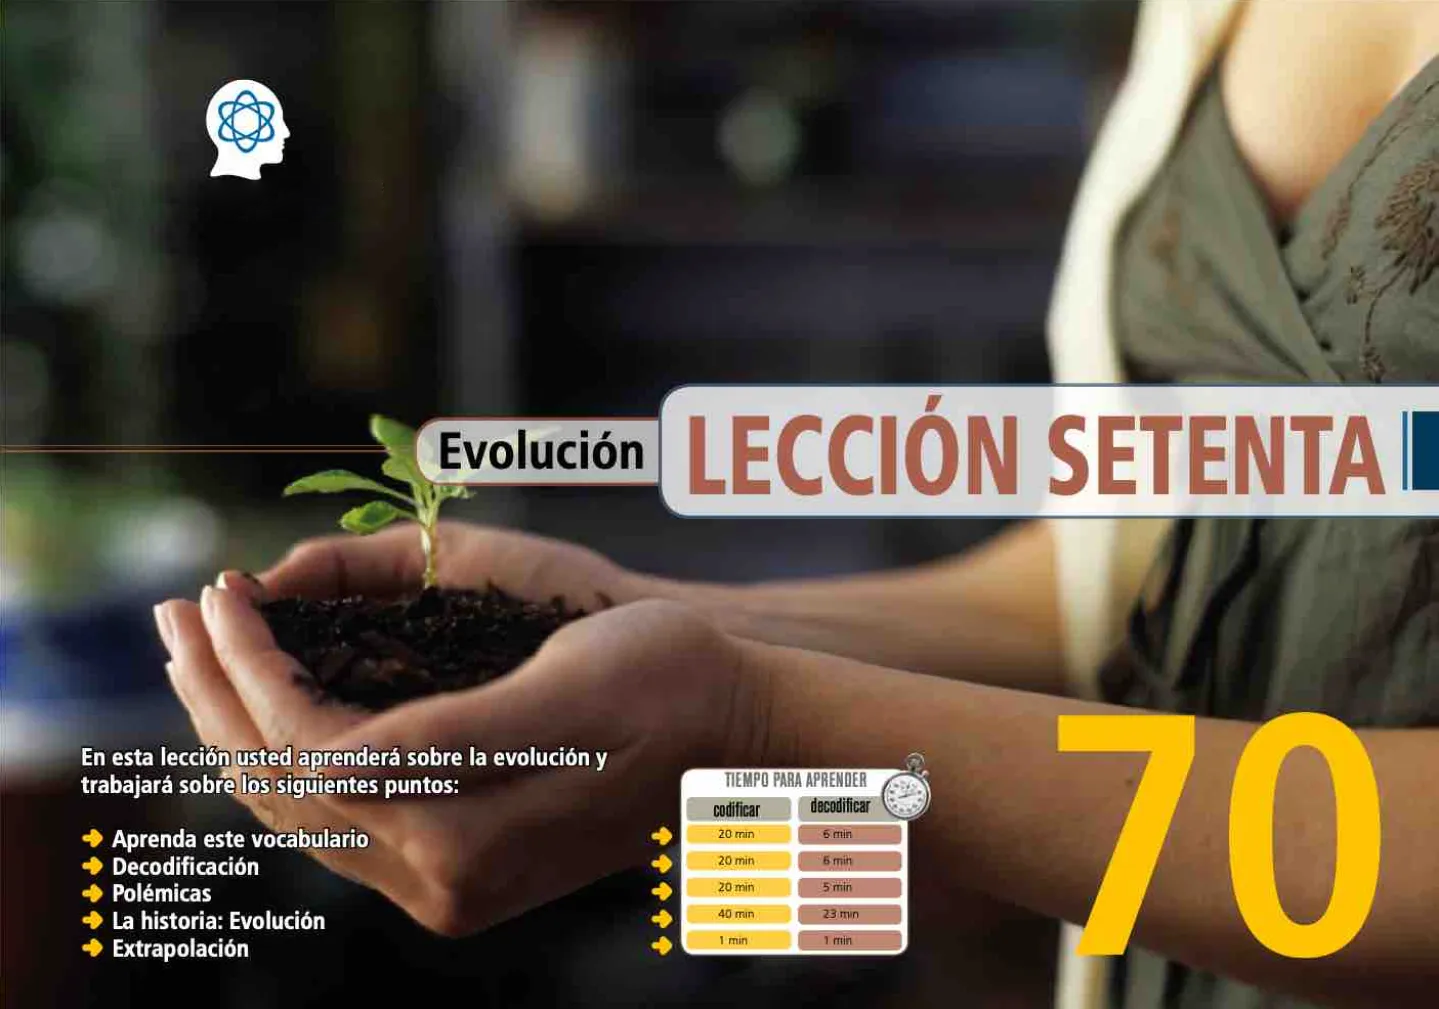 Evolución
LECCIÓN SETENTA
En esta lección usted aprenderá sobre la evolución y
trabajará sobre los siguientes puntos:
Aprenda este vocabulario
Decodificación
Polémicas
La historia: Evolución
Extrapolación
TIEMPO PARA APRENDER
codificar decodificar
20 min 6 min
20 min 6 min
20 min 5 min
40 min 23 min
1 min 1 min
70